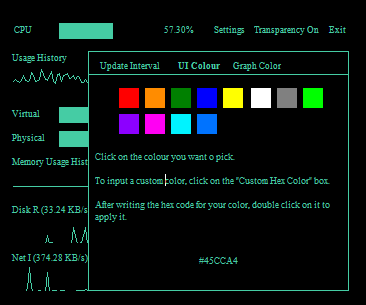 CPU 57.30% Settings Transparency On Exit
Usage History
Update Interval UI Colour Graph Color
Virtual
Physical
Memory Usage Hist
Click on the colour you want o pick.
To input a custom color, click on the "Custom Hex Color" box.
After writing the hex code for your color, double click on it to
apply it.
Disk R (33.24 KB/s
Net I (374.28 KB/s)
#45CCA4